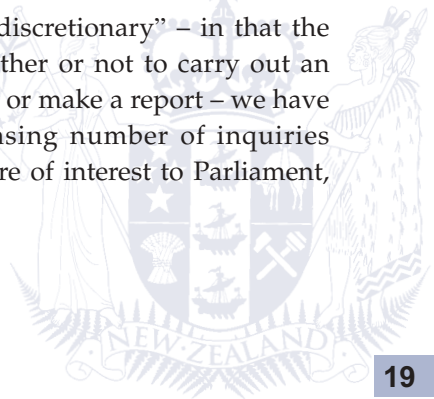 discretionary” – in that the
ther or not to carry out an
or make a report – we have
nsing number of inquiries
re of interest to Parliament,
NEW·ZEALAND
19